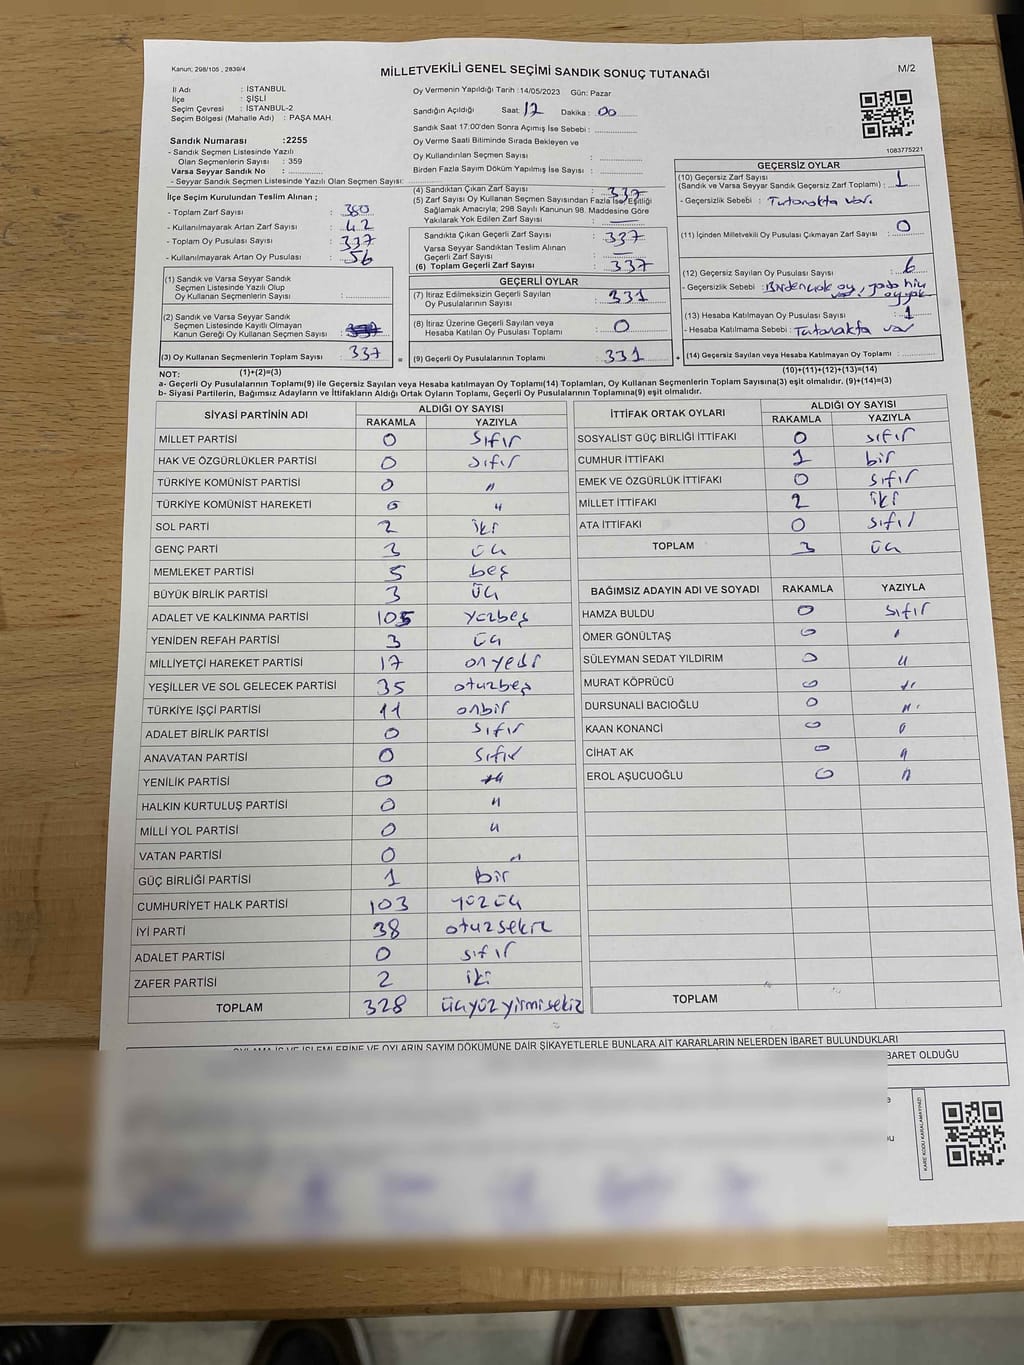 Kanun; 298/105 , 2839/4
MİLLETVEKİLİ GENEL SEÇİMİ SANDIK SONUÇ TUTANAĞI
M/2
İl Adı : İSTANBUL
İlçe : ŞİŞLİ
Seçim Çevresi : İSTANBUL-2
Seçim Bölgesi (Mahalle Adı) : PAŞA MAH.
Sandık Numarası :2255
- Sandık Seçmen Listesinde Yazılı
Olan Seçmenlerin Sayısı : 359
Varsa Seyyar Sandık No : ............
- Seyyar Sandık Seçmen Listesinde Yazılı Olan Seçmen Sayısı: ............
Oy Vermenin Yapıldığı Tarih :14/05/2023 Gün: Pazar
Sandığın Açıldığı Saat: 17 Dakika : 00
Sandık Saat 17:00'den Sonra Açımış İse Sebebi : ............
Oy Verme Saati Bitiminde Sırada Bekleyen ve
Oy Kullandırılan Seçmen Sayısı : ............
Birden Fazla Sayım Döküm Yapılmış İse Sayısı : ............
1083775221
İlçe Seçim Kurulundan Teslim Alınan ;
- Toplam Zarf Sayısı : 380
- Kullanılmayarak Artan Zarf Sayısı : 42
- Toplam Oy Pusulası Sayısı : 337
- Kullanılmayarak Artan Oy Pusulası : 56
(1) Sandık ve Varsa Seyyar Sandık
Seçmen Listesinde Yazılı Olup
Oy Kullanan Seçmenlerin Sayısı : ............
(2) Sandık ve Varsa Seyyar Sandık
Seçmen Listesinde Kayıtlı Olmayan
Kanun Gereği Oy Kullanan Seçmen Sayısı :
(3) Oy Kullanan Seçmenlerin Toplam Sayısı : 337 =
(4) Sandıktan Çıkan Zarf Sayısı : 337
(5) Zarf Sayısı Oy Kullanan Seçmen Sayısından Fazla İse, Eşitliği
Sağlamak Amacıyla; 298 Sayılı Kanunun 98. Maddesine Göre
Yakılarak Yok Edilen Zarf Sayısı : —
Sandıkta Çıkan Geçerli Zarf Sayısı : 337
Varsa Seyyar Sandıktan Teslim Alınan
Geçerli Zarf Sayısı : ............
(6) Toplam Geçerli Zarf Sayısı : 337
GEÇERLİ OYLAR
(7) İtiraz Edilmeksizin Geçerli Sayılan
Oy Pusulalarının Sayısı : 331
(8) İtiraz Üzerine Geçerli Sayılan veya
Hesaba Katılan Oy Pusulası Toplamı : 0
(9) Geçerli Oy Pusulalarının Toplamı : 331 +
GEÇERSİZ OYLAR
(10) Geçersiz Zarf Sayısı
(Sandık ve Varsa Seyyar Sandık Geçersiz Zarf Toplamı) : 1
- Geçersizlik Sebebi : Tutanakta var.
(11) İçinden Milletvekili Oy Pusulası Çıkmayan Zarf Sayısı : 0
(12) Geçersiz Sayılan Oy Pusulası Sayısı : 6
- Geçersizlik Sebebi : Birden çok oy, yada hiç
oy yok
(13) Hesaba Katılmayan Oy Pusulası Sayısı : 1
- Hesaba Katılmama Sebebi : Tutanakta var
(14) Geçersiz Sayılan veya Hesaba Katılmayan Oy Toplamı : ............
NOT: (1)+(2)=(3) (10)+(11)+(12)+(13)=(14)
a- Geçerli Oy Pusulalarının Toplamı(9) ile Geçersiz Sayılan veya Hesaba katılmayan Oy Toplamı(14) Toplamları, Oy Kullanan Seçmenlerin Toplam Sayısına(3) eşit olmalıdır. (9)+(14)=(3)
b- Siyasi Partilerin, Bağımsız Adayların ve İttifakların Aldığı Ortak Oyların Toplamı, Geçerli Oy Pusulalarının Toplamına(9) eşit olmalıdır.
SİYASİ PARTİNİN ADI ALDIĞI OY SAYISI
RAKAMLA YAZIYLA
MİLLET PARTİSİ 0 sıfır
HAK VE ÖZGÜRLÜKLER PARTİSİ 0 sıfır
TÜRKİYE KOMÜNİST PARTİSİ 0 "
TÜRKİYE KOMÜNİST HAREKETİ 0 "
SOL PARTİ 2 iki
GENÇ PARTİ 3 üç
MEMLEKET PARTİSİ 5 beş
BÜYÜK BİRLİK PARTİSİ 3 üç
ADALET VE KALKINMA PARTİSİ 105 yüzbeş
YENİDEN REFAH PARTİSİ 3 üç
MİLLİYETÇİ HAREKET PARTİSİ 17 onyedi
YEŞİLLER VE SOL GELECEK PARTİSİ 35 otuzbeş
TÜRKİYE İŞÇİ PARTİSİ 11 onbir
ADALET BİRLİK PARTİSİ 0 sıfır
ANAVATAN PARTİSİ 0 sıfır
YENİLİK PARTİSİ 0 "
HALKIN KURTULUŞ PARTİSİ 0 "
MİLLİ YOL PARTİSİ 0 "
VATAN PARTİSİ 0 "
GÜÇ BİRLİĞİ PARTİSİ 1 bir
CUMHURİYET HALK PARTİSİ 103 yüzüç
İYİ PARTİ 38 otuzsekiz
ADALET PARTİSİ 0 sıfır
ZAFER PARTİSİ 2 iki
TOPLAM 328 üçyüzyirmisekiz
İTTİFAK ORTAK OYLARI ALDIĞI OY SAYISI
RAKAMLA YAZIYLA
SOSYALİST GÜÇ BİRLİĞİ İTTİFAKI 0 sıfır
CUMHUR İTTİFAKI 1 bir
EMEK VE ÖZGÜRLÜK İTTİFAKI 0 sıfır
MİLLET İTTİFAKI 2 iki
ATA İTTİFAKI 0 sıfır
TOPLAM 3 üç
BAĞIMSIZ ADAYIN ADI VE SOYADI RAKAMLA YAZIYLA
HAMZA BULDU 0 sıfır
ÖMER GÖNÜLTAŞ 0 "
SÜLEYMAN SEDAT YILDIRIM 0 "
MURAT KÖPRÜCÜ 0 "
DURSUNALİ BACIOĞLU 0 "
KAAN KONANCİ 0 "
CİHAT AK 0 "
EROL AŞUCUOĞLU 0 "
TOPLAM
OYLAMA İŞ VE İŞLEMLERİNE VE OYLARIN SAYIM DÖKÜMÜNE DAİR ŞİKAYETLERLE BUNLARA AİT KARARLARIN NELERDEN İBARET BULUNDUKLARI
BARET OLDUĞU
KARE KODU KARALAMAYINIZ!